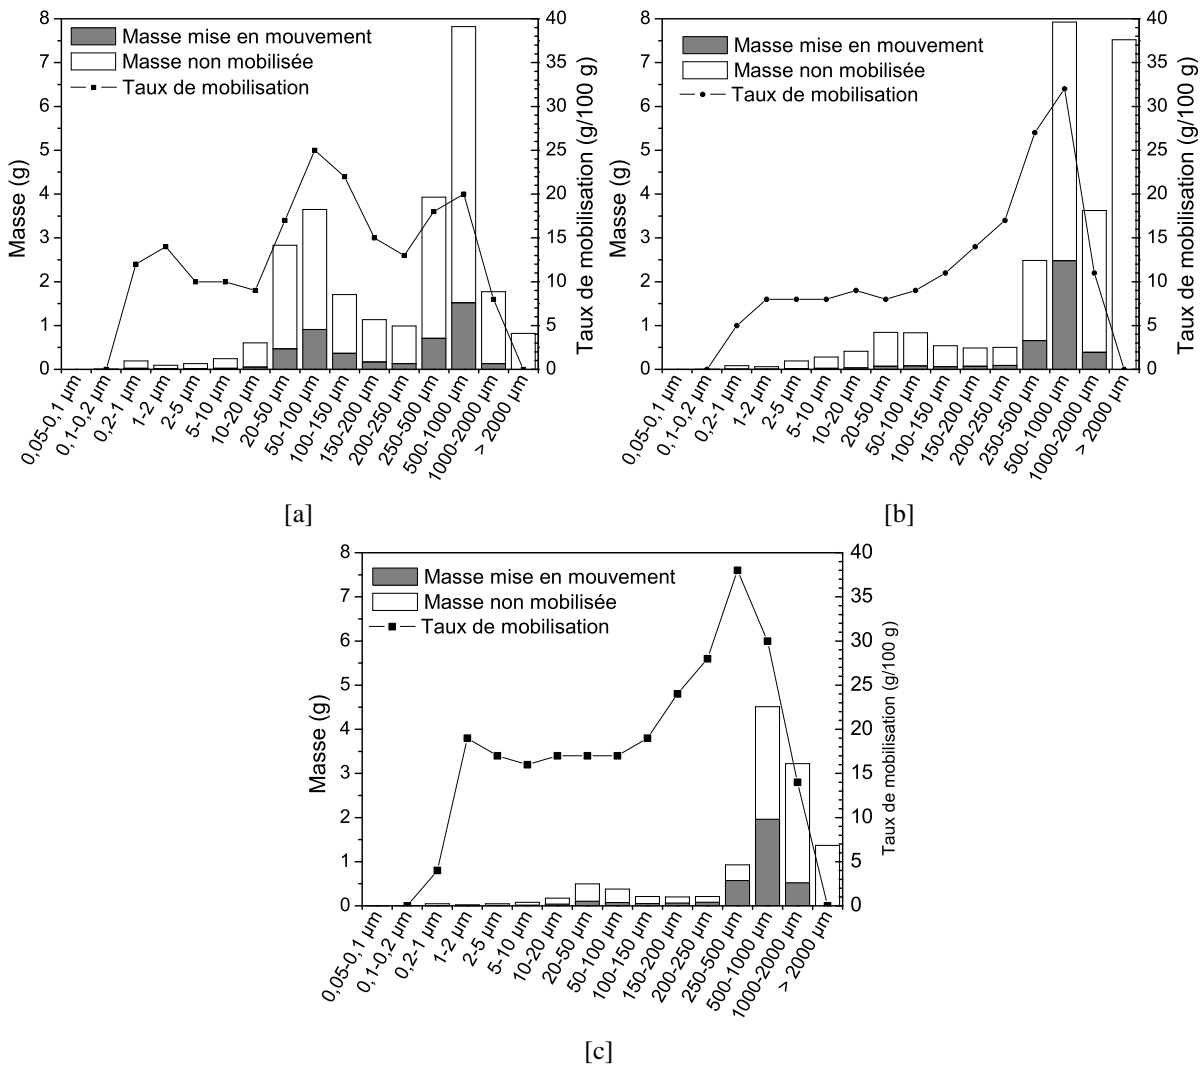 8
7
6
5
4
3
2
1
0
Masse (g)
Masse mise en mouvement
Masse non mobilisée
Taux de mobilisation
40
35
30
25
20
15
10
5
0
Taux de mobilisation (g/100 g)
0,05-0,1 µm
0,1-0,2 µm
0,2-1 µm
1-2 µm
2-5 µm
5-10 µm
10-20 µm
20-50 µm
50-100 µm
100-150 µm
150-200 µm
200-250 µm
250-500 µm
500-1000 µm
1000-2000 µm
> 2000 µm
[a]
8
7
6
5
4
3
2
1
0
Masse (g)
Masse mise en mouvement
Masse non mobilisée
Taux de mobilisation
40
35
30
25
20
15
10
5
0
Taux de mobilisation (g/100 g)
0,05-0,1 µm
0,1-0,2 µm
0,2-1 µm
1-2 µm
2-5 µm
5-10 µm
10-20 µm
20-50 µm
50-100 µm
100-150 µm
150-200 µm
200-250 µm
250-500 µm
500-1000 µm
1000-2000 µm
> 2000 µm
[b]
8
7
6
5
4
3
2
1
0
Masse (g)
Masse mise en mouvement
Masse non mobilisée
Taux de mobilisation
40
35
30
25
20
15
10
5
0
Taux de mobilisation (g/100 g)
0,05-0,1 µm
0,1-0,2 µm
0,2-1 µm
1-2 µm
2-5 µm
5-10 µm
10-20 µm
20-50 µm
50-100 µm
100-150 µm
150-200 µm
200-250 µm
250-500 µm
500-1000 µm
1000-2000 µm
> 2000 µm
[c]